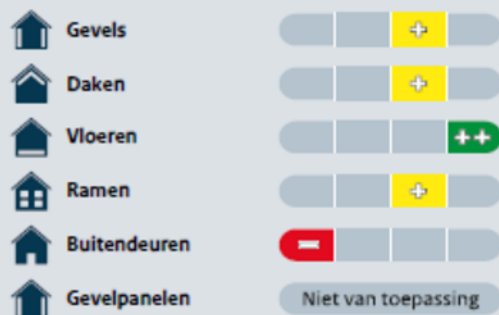 Gevels +
Daken +
Vloeren ++
Ramen +
Buitendeuren −
Gevelpanelen Niet van toepassing